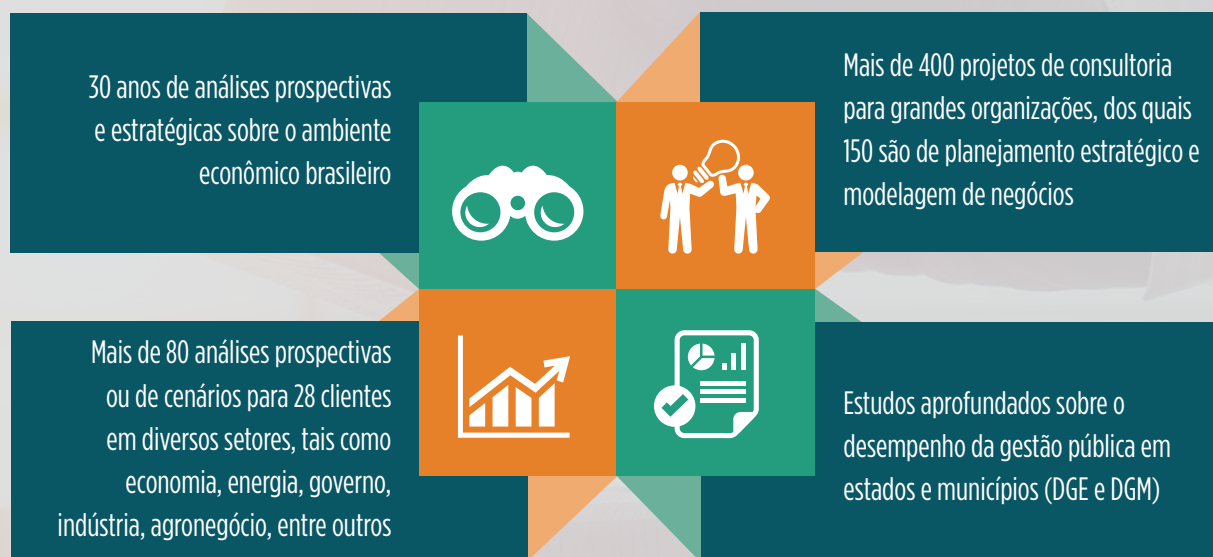 30 anos de análises prospectivas
e estratégicas sobre o ambiente
econômico brasileiro
Mais de 400 projetos de consultoria
para grandes organizações, dos quais
150 são de planejamento estratégico e
modelagem de negócios
Mais de 80 análises prospectivas
ou de cenários para 28 clientes
em diversos setores, tais como
economia, energia, governo,
indústria, agronegócio, entre outros
Estudos aprofundados sobre o
desempenho da gestão pública em
estados e municípios (DGE e DGM)